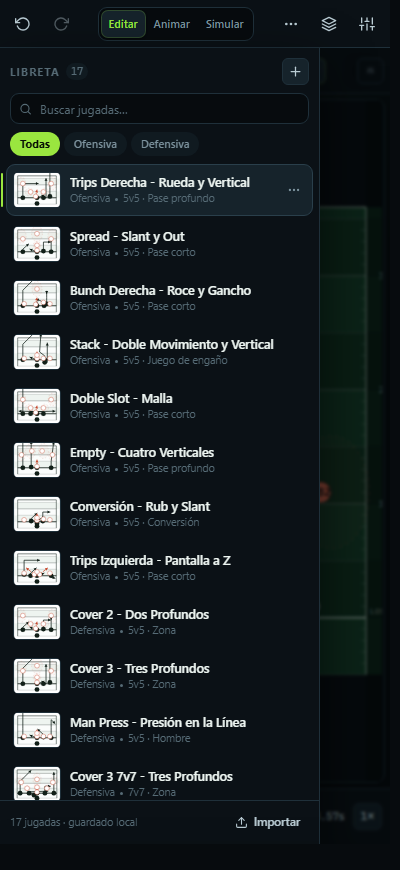 Editar Animar Simular
LIBRETA 17
Buscar jugadas...
Todas Ofensiva Defensiva
Trips Derecha - Rueda y Vertical
Ofensiva • 5v5 · Pase profundo
Spread - Slant y Out
Ofensiva • 5v5 · Pase corto
Bunch Derecha - Roce y Gancho
Ofensiva • 5v5 · Pase corto
Stack - Doble Movimiento y Vertical
Ofensiva • 5v5 · Juego de engaño
Doble Slot - Malla
Ofensiva • 5v5 · Pase corto
Empty - Cuatro Verticales
Ofensiva • 5v5 · Pase profundo
Conversión - Rub y Slant
Ofensiva • 5v5 · Conversión
Trips Izquierda - Pantalla a Z
Ofensiva • 5v5 · Pase corto
Cover 2 - Dos Profundos
Defensiva • 5v5 · Zona
Cover 3 - Tres Profundos
Defensiva • 5v5 · Zona
Man Press - Presión en la Línea
Defensiva • 5v5 · Hombre
Cover 3 7v7 - Tres Profundos
Defensiva • 7v7 · Zona
17 jugadas · guardado local Importar